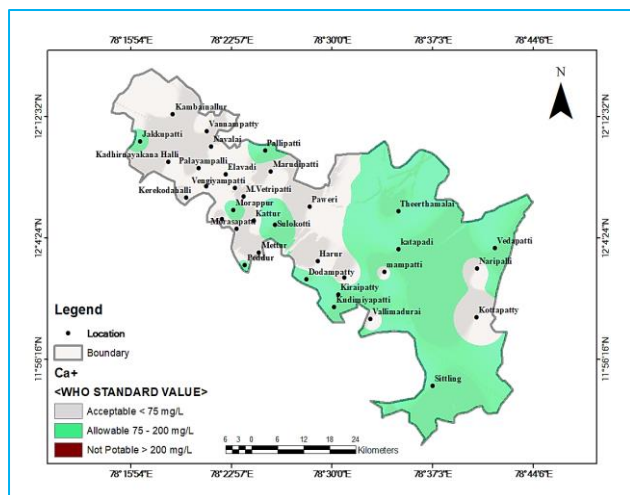 78°15'54"E 78°22'57"E 78°30'0"E 78°37'3"E 78°44'6"E
N
12°12'32"N
12°12'32"N
Kambainallur
Vannampatty
Jakkupatti
Navalai
Pallipatti
Kadhirnayakana Halli
Palayampalli
Elavadi
Marudipatti
Vengiyampatti
Kerekodahalli
M.Vetripatti
Morappur
Paweri
Theerthamalai
Kattur
Morasapatti
Sulokotti
12°4'24"N
12°4'24"N
katapadi
Vedapatti
Mettur
Harur
Peddur
mampatti
Naripalli
Dodampatty
Kiraipatty
Kudimiyapatti
Vallimadurai
Kottapatty
11°56'16"N
11°56'16"N
Sittling
Legend
Location
Boundary
Ca+
<WHO STANDARD VALUE>
Acceptable < 75 mg/L
Allowable 75 - 200 mg/L
Not Potable > 200 mg/L
6 3 0 6 12 18 24
Kilometers
78°15'54"E 78°22'57"E 78°30'0"E 78°37'3"E 78°44'6"E